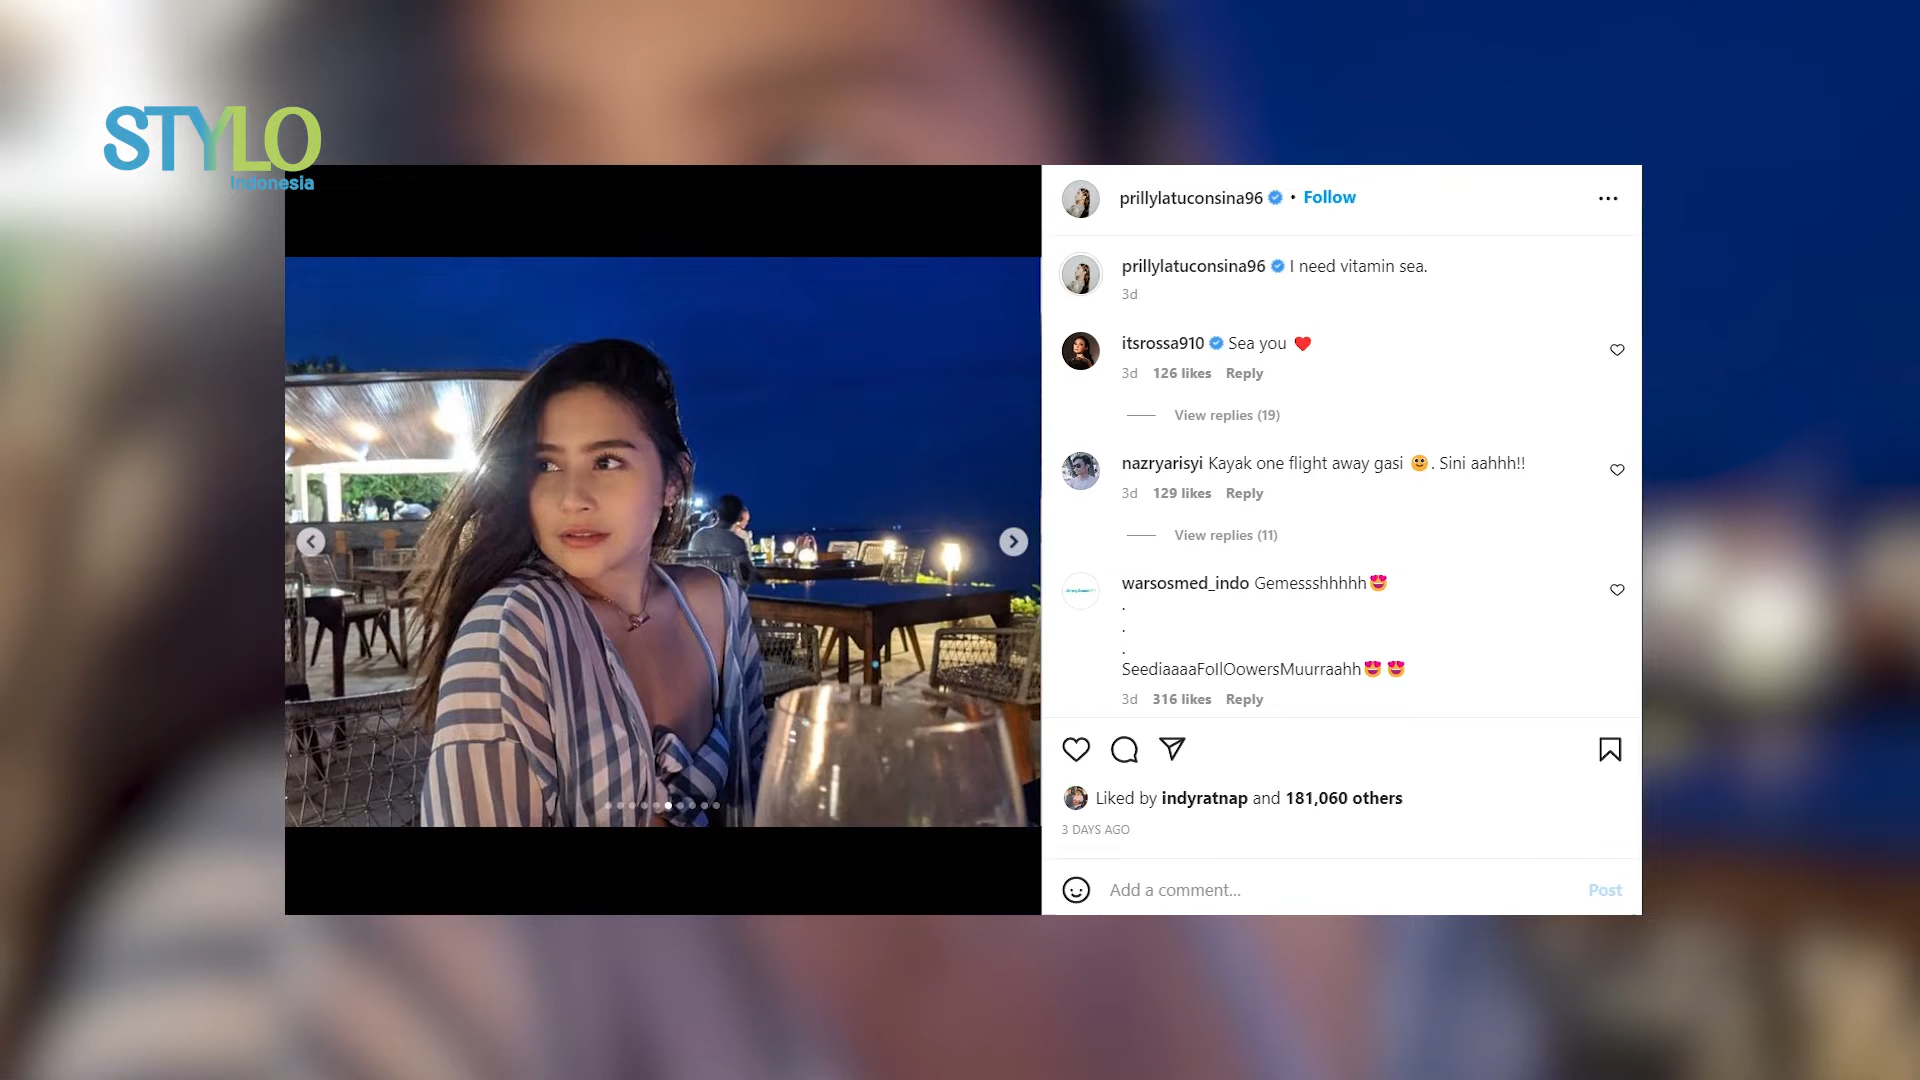 STYLO
Indonesia
prillylatuconsina96 • Follow
prillylatuconsina96 I need vitamin sea.
3d
itsrossa910 Sea you ❤️
3d 126 likes Reply
View replies (19)
nazryarisyi Kayak one flight away gasi 🙂. Sini aahhh!!
3d 129 likes Reply
View replies (11)
warsosmed_indo Gemessshhhhh😍
.
.
.
SeediaaaaFoIlOowersMuurraahh😍😍
3d 316 likes Reply
Liked by indyratnap and 181,060 others
3 DAYS AGO
Add a comment...
Post